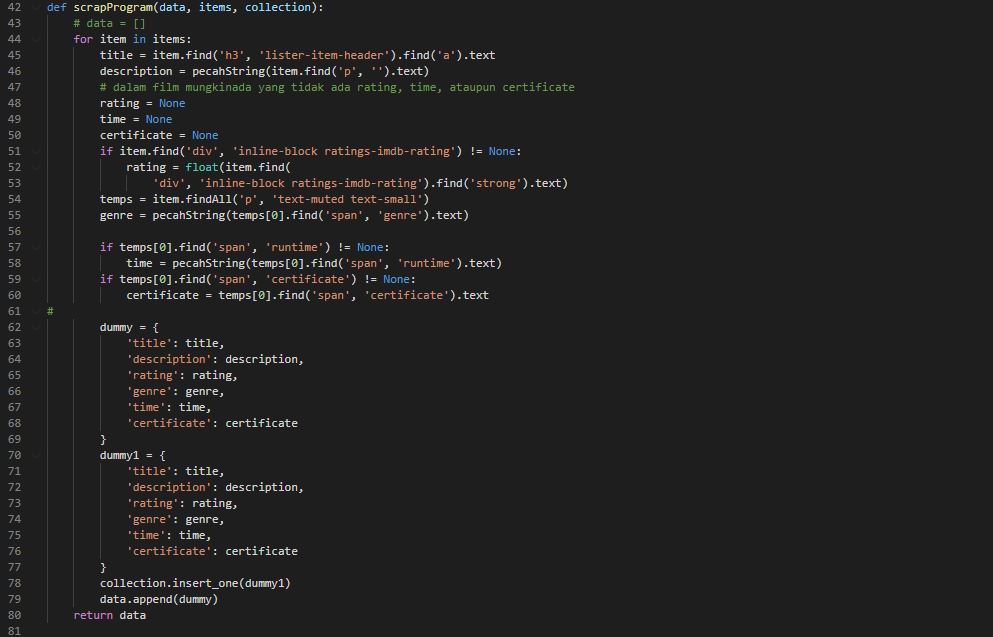 42 def scrapProgram(data, items, collection):
43     # data = []
44     for item in items:
45         title = item.find('h3', 'lister-item-header').find('a').text
46         description = pecahString(item.find('p', '').text)
47         # dalam film mungkinada yang tidak ada rating, time, ataupun certificate
48         rating = None
49         time = None
50         certificate = None
51         if item.find('div', 'inline-block ratings-imdb-rating') != None:
52             rating = float(item.find(
53                 'div', 'inline-block ratings-imdb-rating').find('strong').text)
54         temps = item.findAll('p', 'text-muted text-small')
55         genre = pecahString(temps[0].find('span', 'genre').text)
56
57         if temps[0].find('span', 'runtime') != None:
58             time = pecahString(temps[0].find('span', 'runtime').text)
59         if temps[0].find('span', 'certificate') != None:
60             certificate = temps[0].find('span', 'certificate').text
61 #
62         dummy = {
63             'title': title,
64             'description': description,
65             'rating': rating,
66             'genre': genre,
67             'time': time,
68             'certificate': certificate
69         }
70         dummy1 = {
71             'title': title,
72             'description': description,
73             'rating': rating,
74             'genre': genre,
75             'time': time,
76             'certificate': certificate
77         }
78         collection.insert_one(dummy1)
79         data.append(dummy)
80     return data
81